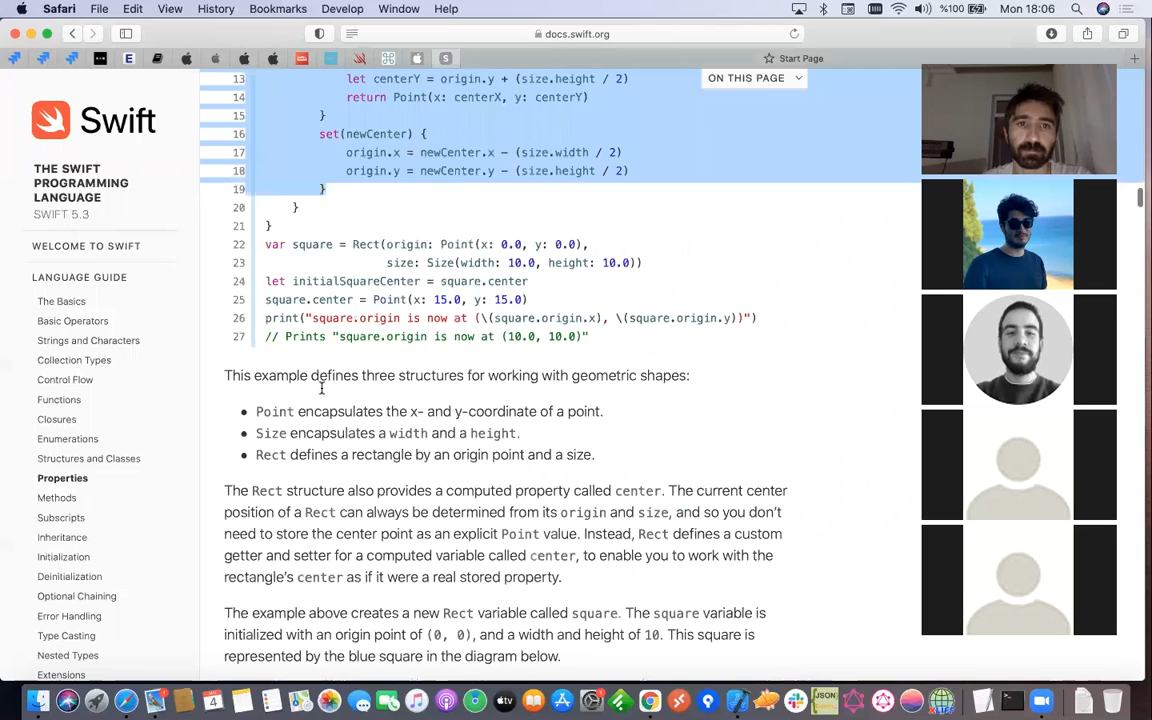 Safari File Edit View History Bookmarks Develop Window Help %100 Mon 18:06
docs.swift.org
Start Page
Swift
THE SWIFT
PROGRAMMING
LANGUAGE
SWIFT 5.3
WELCOME TO SWIFT
LANGUAGE GUIDE
The Basics
Basic Operators
Strings and Characters
Collection Types
Control Flow
Functions
Closures
Enumerations
Structures and Classes
Properties
Methods
Subscripts
Inheritance
Initialization
Deinitialization
Optional Chaining
Error Handling
Type Casting
Nested Types
Extensions
ON THIS PAGE
13 let centerY = origin.y + (size.height / 2)
14 return Point(x: centerX, y: centerY)
15 }
16 set(newCenter) {
17 origin.x = newCenter.x - (size.width / 2)
18 origin.y = newCenter.y - (size.height / 2)
19 }
20 }
21 }
22 var square = Rect(origin: Point(x: 0.0, y: 0.0),
23 size: Size(width: 10.0, height: 10.0))
24 let initialSquareCenter = square.center
25 square.center = Point(x: 15.0, y: 15.0)
26 print("square.origin is now at (\(square.origin.x), \(square.origin.y))")
27 // Prints "square.origin is now at (10.0, 10.0)"
This example defines three structures for working with geometric shapes:
• Point encapsulates the x- and y-coordinate of a point.
• Size encapsulates a width and a height.
• Rect defines a rectangle by an origin point and a size.
The Rect structure also provides a computed property called center. The current center
position of a Rect can always be determined from its origin and size, and so you don’t
need to store the center point as an explicit Point value. Instead, Rect defines a custom
getter and setter for a computed variable called center, to enable you to work with the
rectangle’s center as if it were a real stored property.
The example above creates a new Rect variable called square. The square variable is
initialized with an origin point of (0, 0), and a width and height of 10. This square is
represented by the blue square in the diagram below.